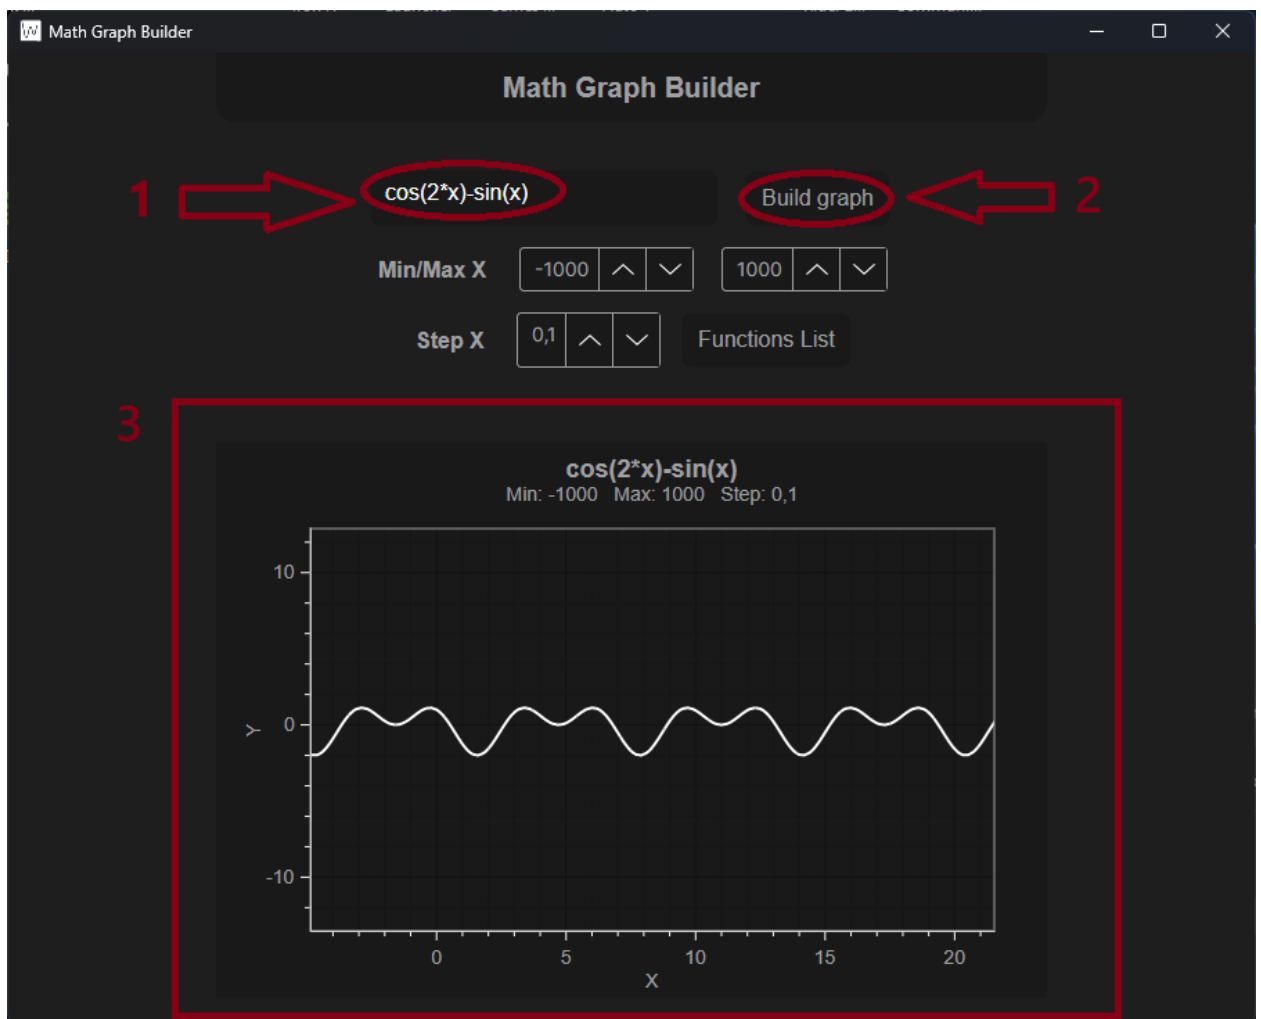 Math Graph Builder
Math Graph Builder
1 cos(2*x)-sin(x) Build graph 2
Min/Max X -1000 1000
Step X 0,1 Functions List
3
cos(2*x)-sin(x)
Min: -1000 Max: 1000 Step: 0,1
10
Y 0
-10
0 5 10 15 20
X